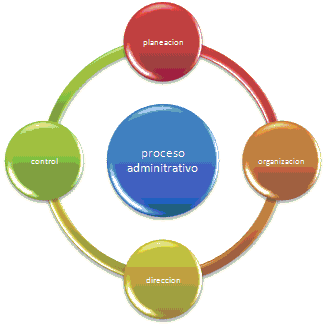 planeacion
control
proceso
adminitrativo
organizacion
direccion